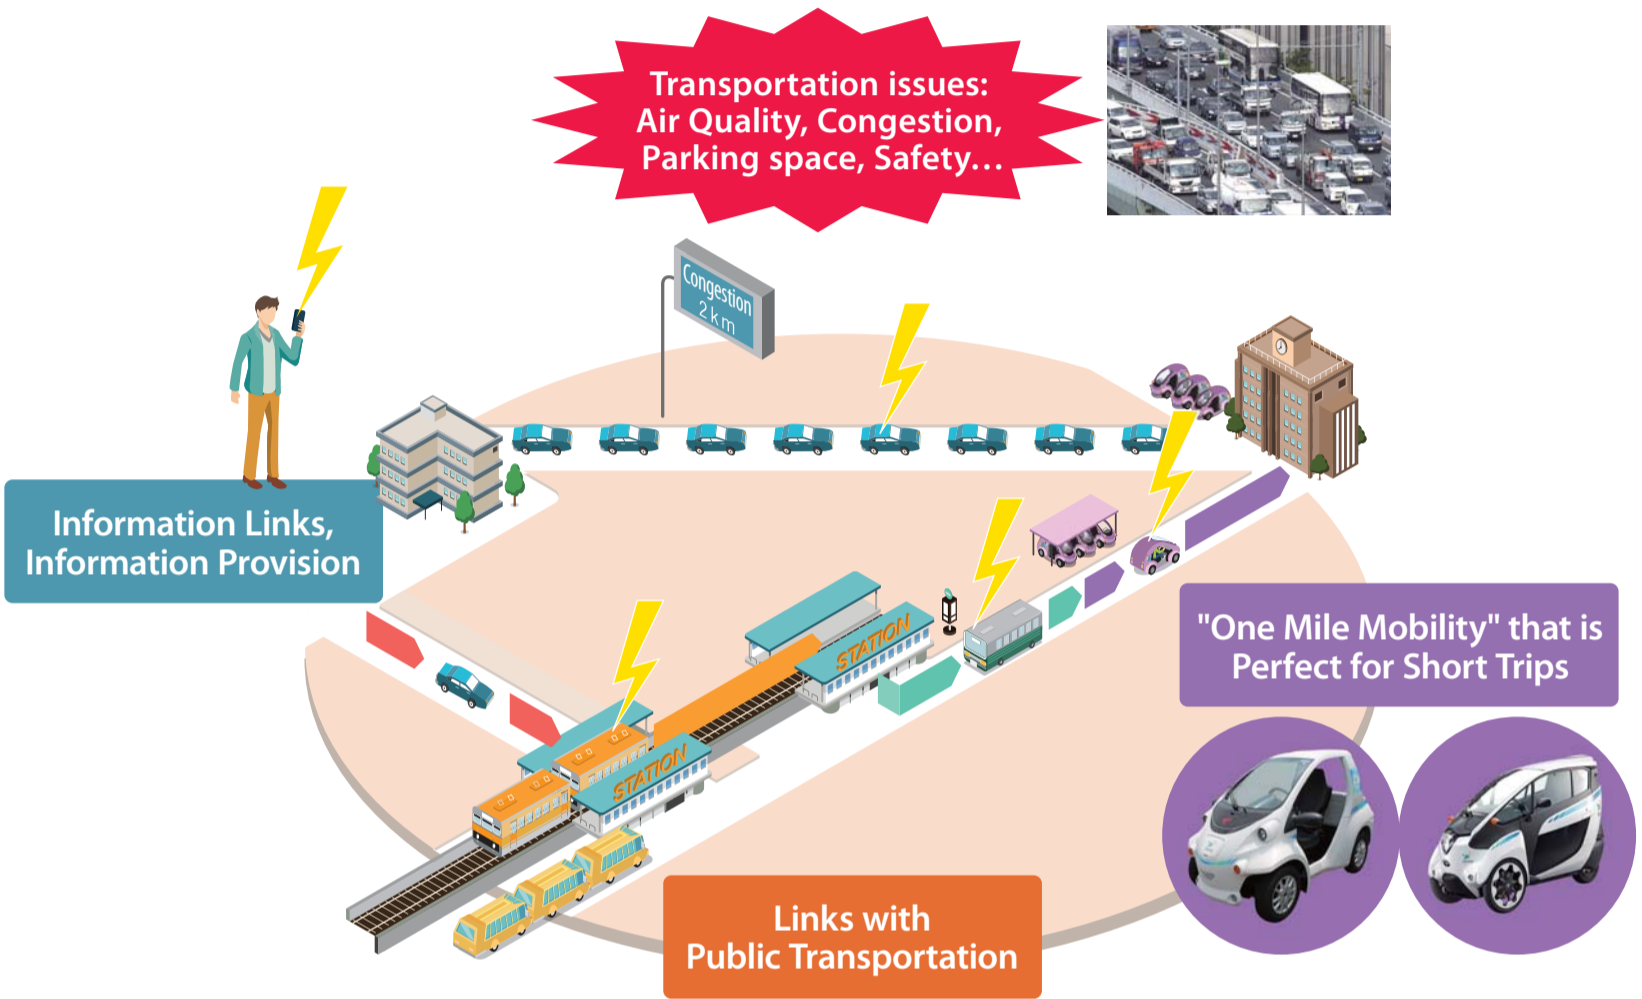 Transportation issues:
Air Quality, Congestion,
Parking space, Safety...
Congestion
2 km
Information Links,
Information Provision
STATION
STATION
"One Mile Mobility" that is
Perfect for Short Trips
Links with
Public Transportation